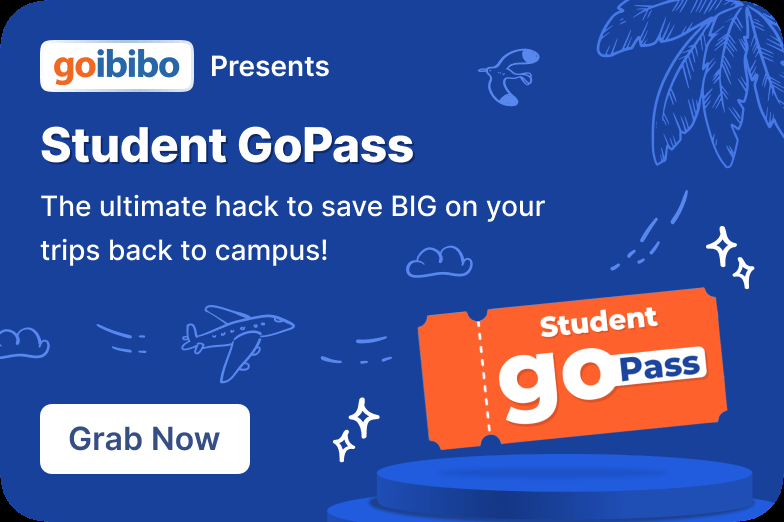 goibibo Presents
Student GoPass
The ultimate hack to save BIG on your
trips back to campus!
Student
go Pass
Grab Now